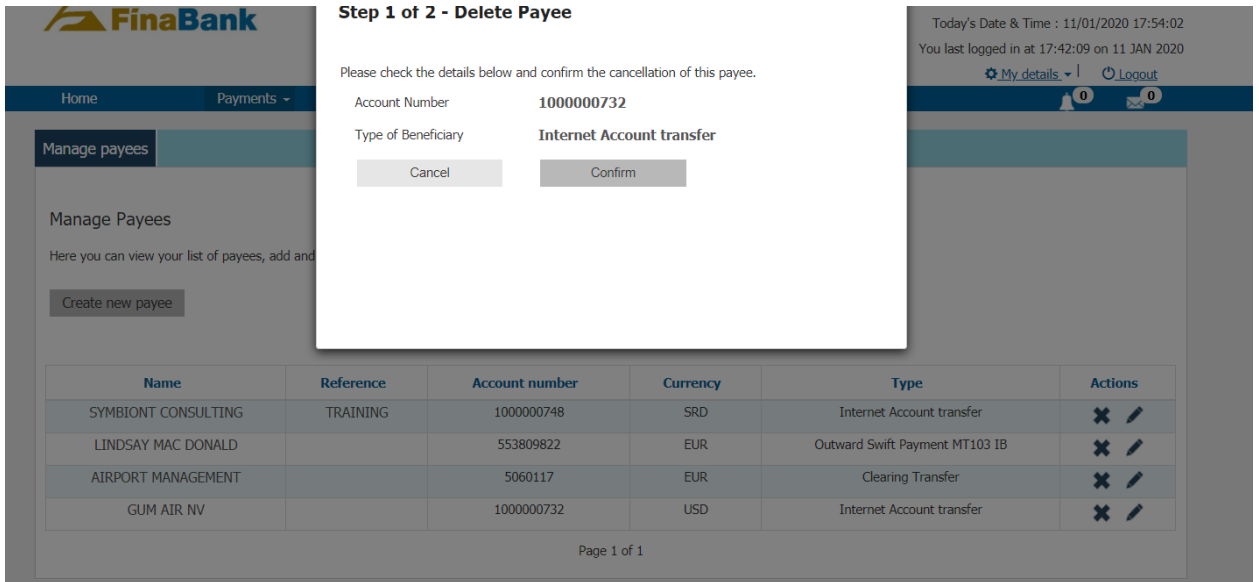 FinaBank
Step 1 of 2 - Delete Payee
Today's Date & Time : 11/01/2020 17:54:02
You last logged in at 17:42:09 on 11 JAN 2020
My details Logout
Please check the details below and confirm the cancellation of this payee.
Account Number 1000000732
Type of Beneficiary Internet Account transfer
Cancel Confirm
Home Payments 0 0
Manage payees
Manage Payees
Here you can view your list of payees, add and
Create new payee
Name Reference Account number Currency Type Actions
SYMBIONT CONSULTING TRAINING 1000000748 SRD Internet Account transfer
LINDSAY MAC DONALD 553809822 EUR Outward Swift Payment MT103 IB
AIRPORT MANAGEMENT 5060117 EUR Clearing Transfer
GUM AIR NV 1000000732 USD Internet Account transfer
Page 1 of 1